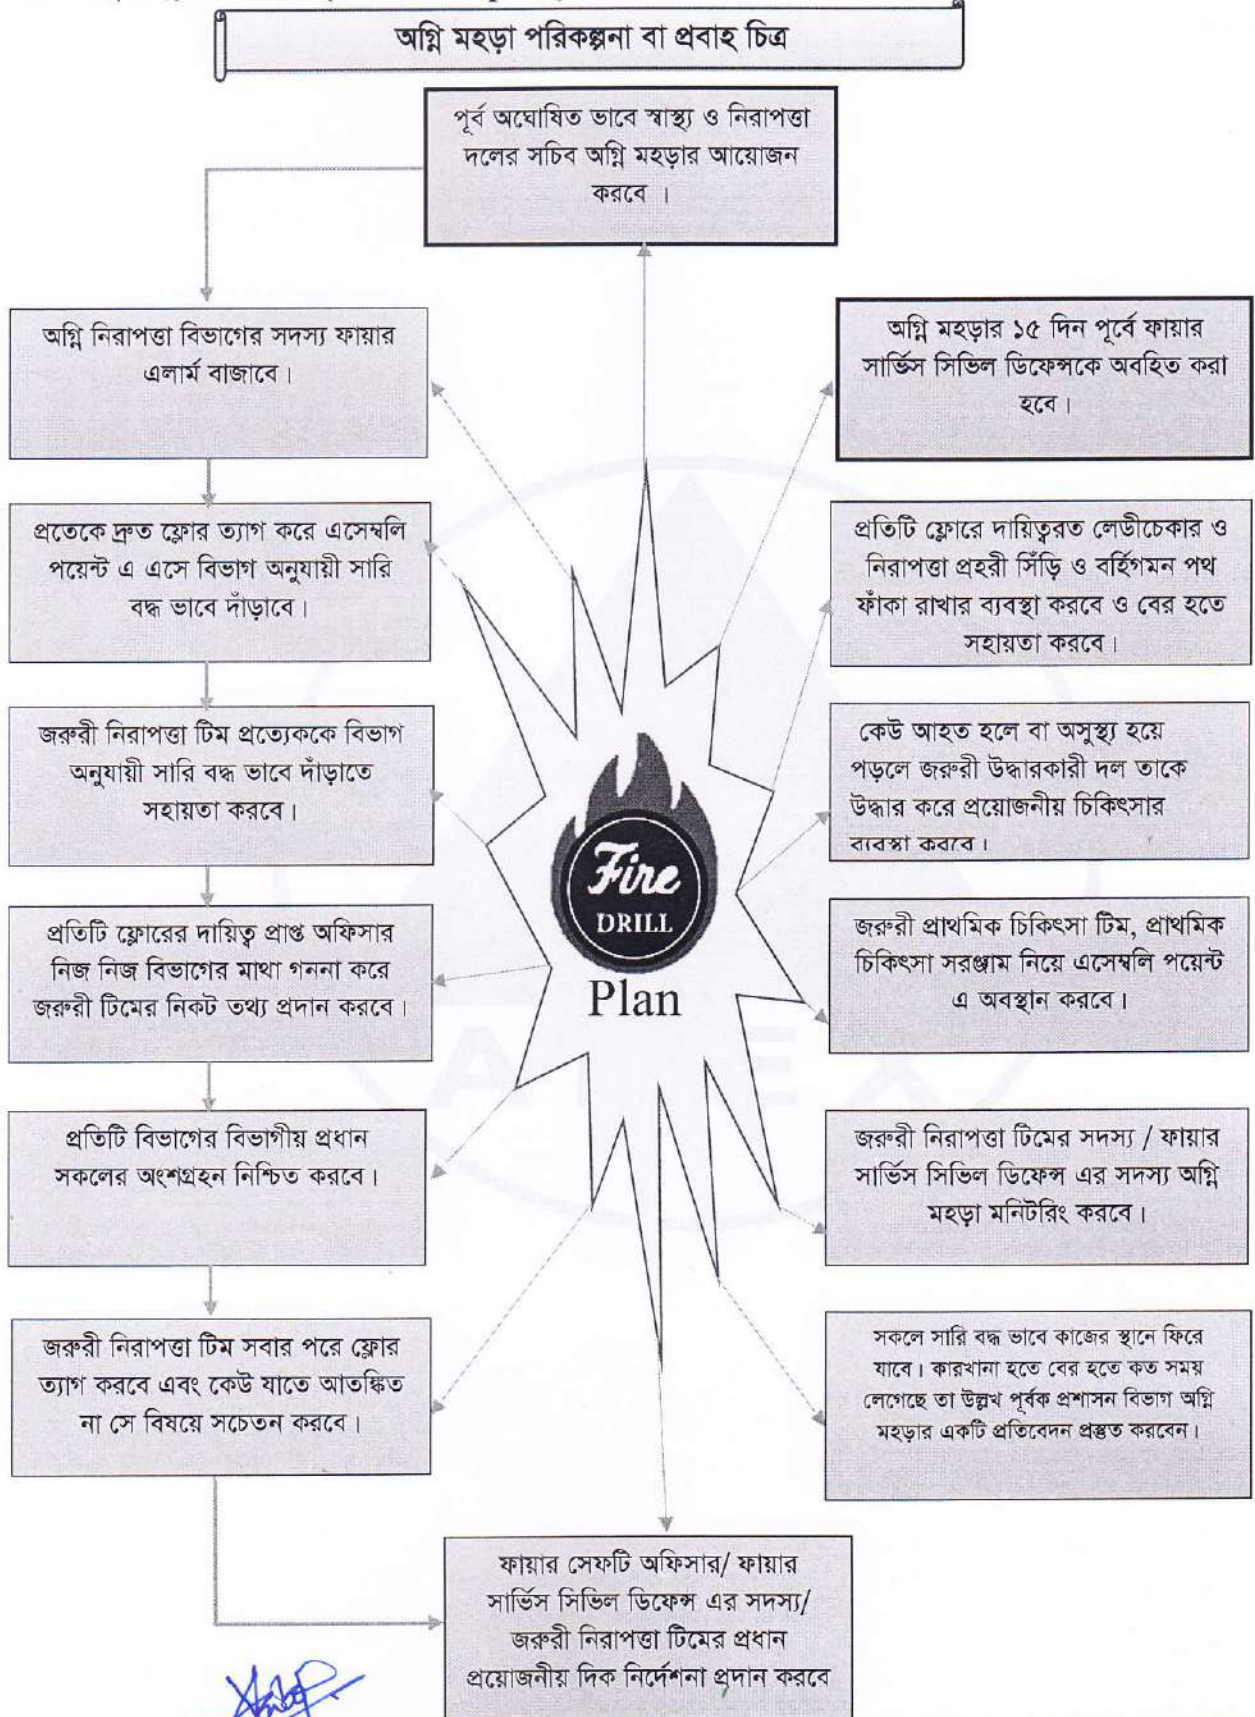 অগ্নি মহড়া পরিকল্পনা বা প্রবাহ চিত্র
পূর্ব অঘোষিত ভাবে স্বাস্থ্য ও নিরাপত্তা
দলের সচিব অগ্নি মহড়ার আয়োজন
করবে ।
অগ্নি নিরাপত্তা বিভাগের সদস্য ফায়ার
এলার্ম বাজাবে।
প্রতেকে দ্রুত ফ্লোর ত্যাগ করে এসেম্বলি
পয়েন্ট এ এসে বিভাগ অনুযায়ী সারি
বদ্ধ ভাবে দাঁড়াবে।
জরুরী নিরাপত্তা টিম প্রত্যেককে বিভাগ
অনুযায়ী সারি বদ্ধ ভাবে দাঁড়াতে
সহায়তা করবে।
প্রতিটি ফ্লোরের দায়িত্ব প্রাপ্ত অফিসার
নিজ নিজ বিভাগের মাথা গননা করে
জরুরী টিমের নিকট তথ্য প্রদান করবে।
প্রতিটি বিভাগের বিভাগীয় প্রধান
সকলের অংশগ্রহন নিশ্চিত করবে।
জরুরী নিরাপত্তা টিম সবার পরে ফ্লোর
ত্যাগ করবে এবং কেউ যাতে আতঙ্কিত
না সে বিষয়ে সচেতন করবে।
অগ্নি মহড়ার ১৫ দিন পূর্বে ফায়ার
সার্ভিস সিভিল ডিফেন্সকে অবহিত করা
হবে।
প্রতিটি ফ্লোরে দায়িত্বরত লেডীচেকার ও
নিরাপত্তা প্রহরী সিঁড়ি ও বর্হিগমন পথ
ফাঁকা রাখার ব্যবস্থা করবে ও বের হতে
সহায়তা করবে।
কেউ আহত হলে বা অসুস্থ্য হয়ে
পড়লে জরুরী উদ্ধারকারী দল তাকে
উদ্ধার করে প্রয়োজনীয় চিকিৎসার
ব্যবস্থা করবে।
জরুরী প্রাথমিক চিকিৎসা টিম, প্রাথমিক
চিকিৎসা সরঞ্জাম নিয়ে এসেম্বলি পয়েন্ট
এ অবস্থান করবে।
জরুরী নিরাপত্তা টিমের সদস্য / ফায়ার
সার্ভিস সিভিল ডিফেন্স এর সদস্য অগ্নি
মহড়া মনিটরিং করবে।
সকলে সারি বদ্ধ ভাবে কাজের স্থানে ফিরে
যাবে। কারখানা হতে বের হতে কত সময়
লেগেছে তা উল্লখ পূর্বক প্রশাসন বিভাগ অগ্নি
মহড়ার একটি প্রতিবেদন প্রস্তুত করবেন।
Fire
DRILL
Plan
ফায়ার সেফটি অফিসার/ ফায়ার
সার্ভিস সিভিল ডিফেন্স এর সদস্য/
জরুরী নিরাপত্তা টিমের প্রধান
প্রয়োজনীয় দিক নির্দেশনা প্রদান করবে